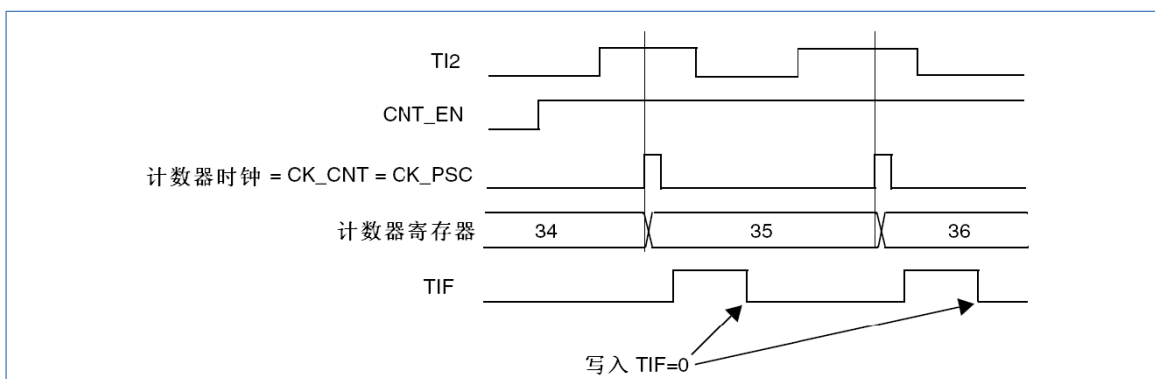 TI2
CNT_EN
计数器时钟 = CK_CNT = CK_PSC
计数器寄存器 34 35 36
TIF
写入 TIF=0